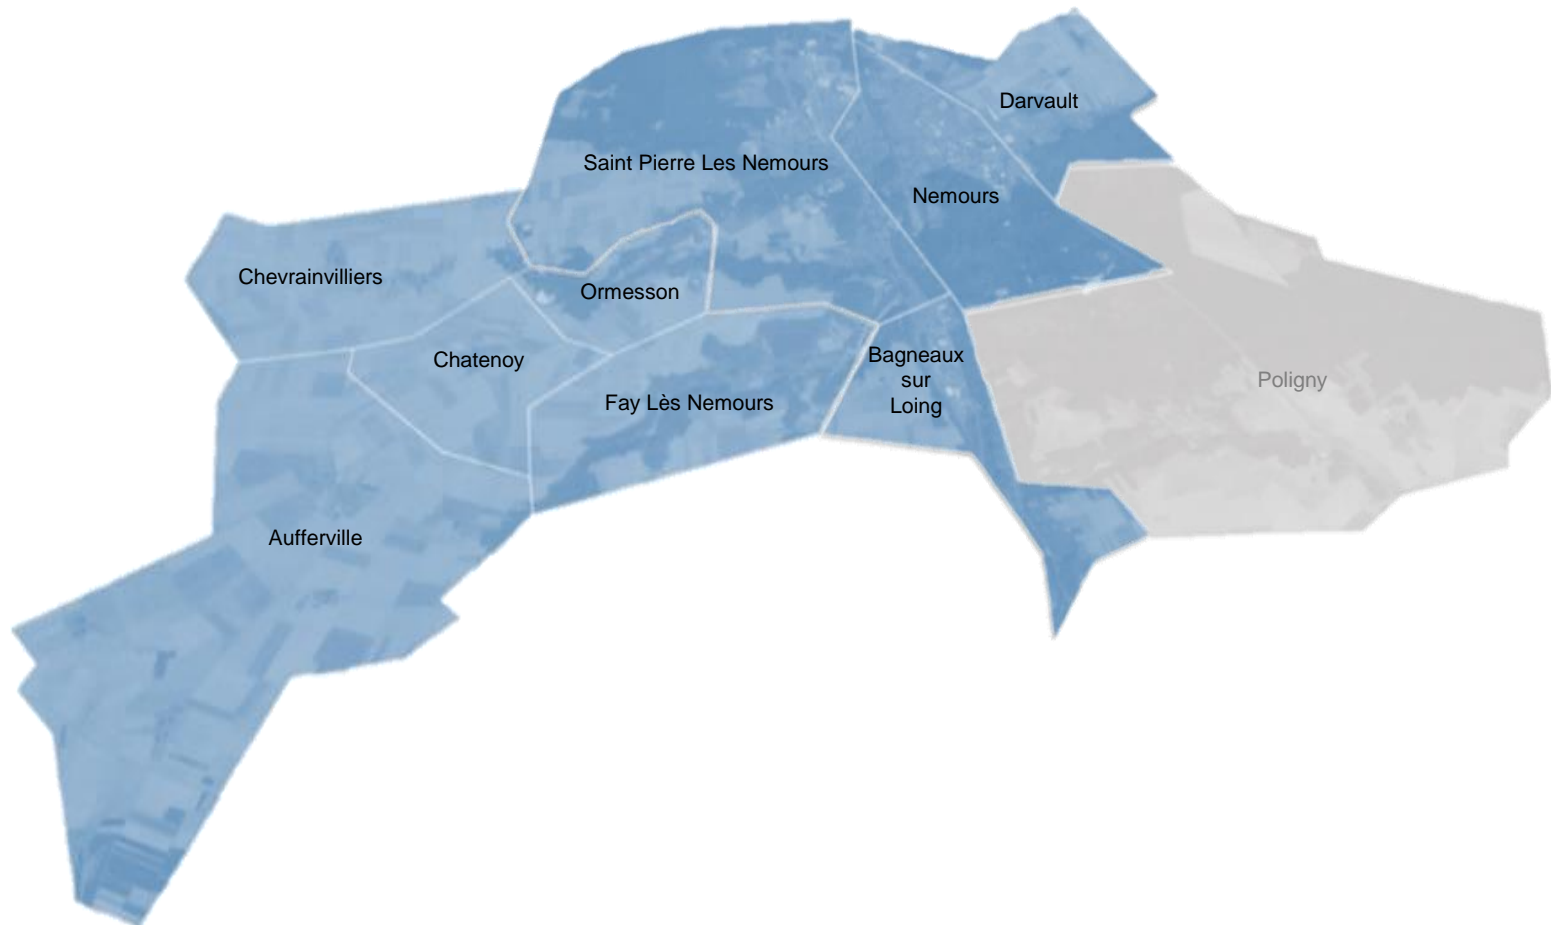 Darvault
Saint Pierre Les Nemours
Nemours
Chevrainvilliers
Ormesson
Chatenoy
Bagneaux
sur
Loing
Poligny
Fay Lès Nemours
Aufferville